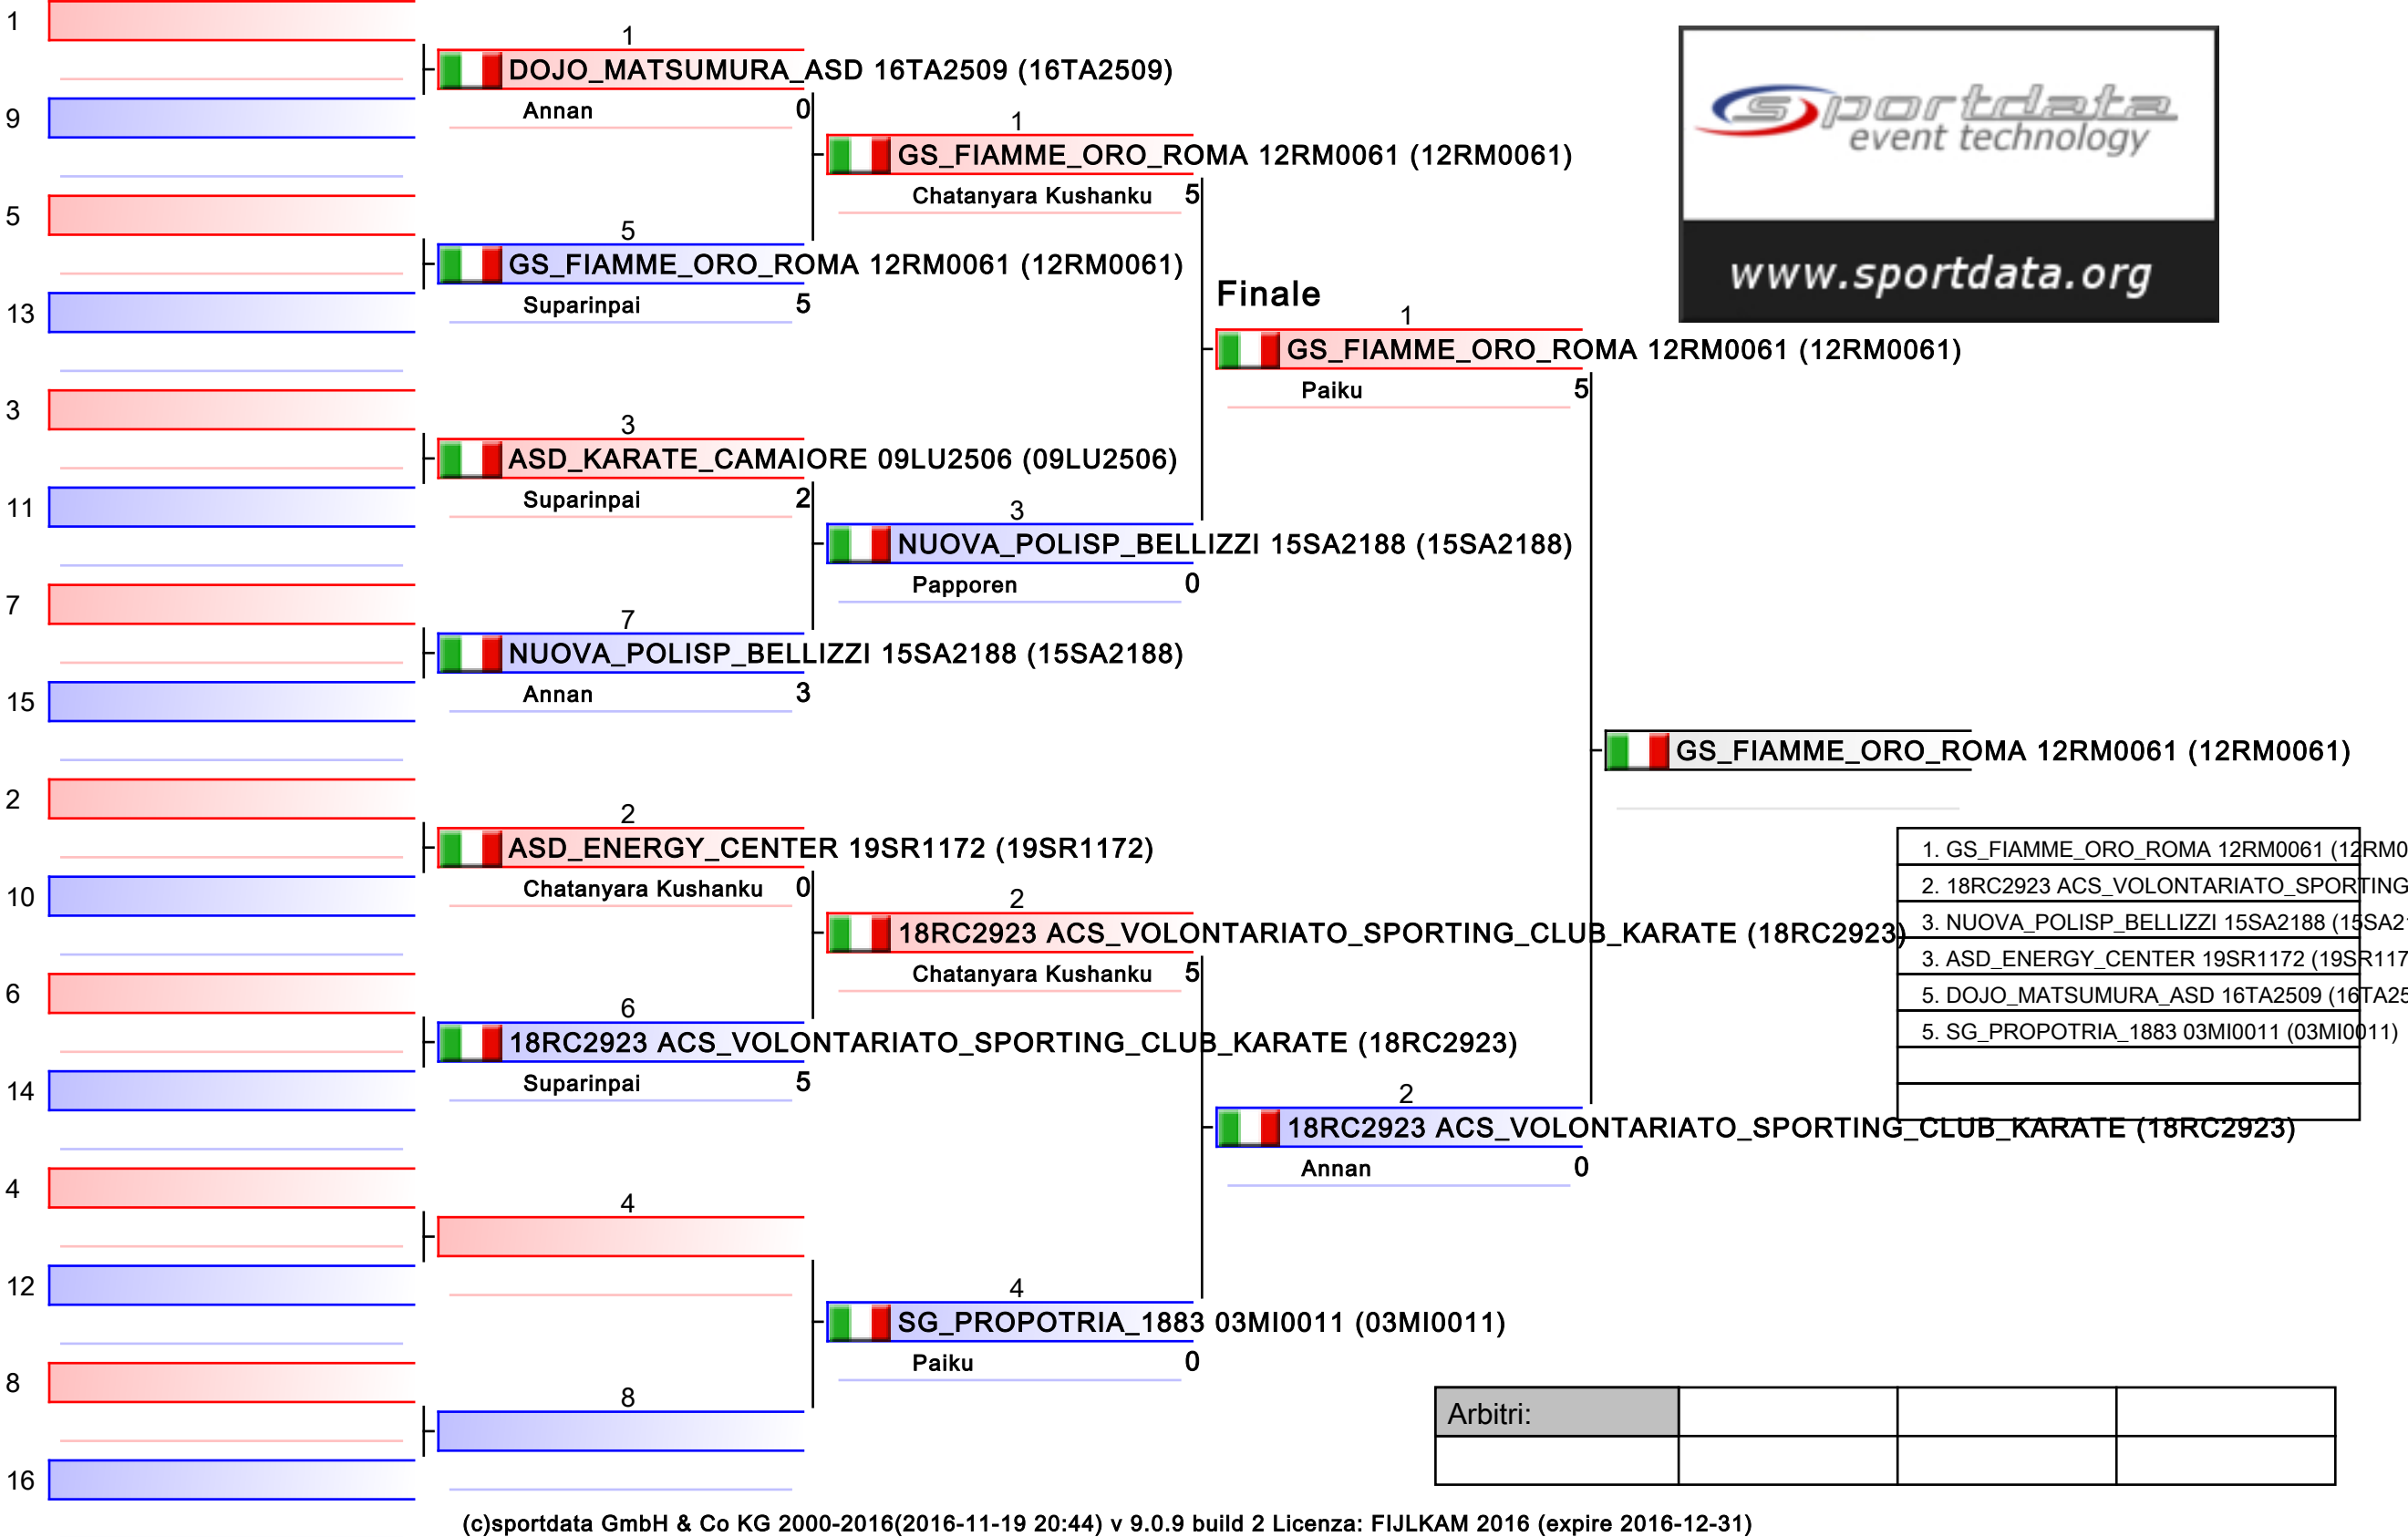 1
9
5
13
3
11
7
15
2
10
6
14
4
12
8
16
1
DOJO_MATSUMURA_ASD 16TA2509 (16TA2509)
Annan 0
5
GS_FIAMME_ORO_ROMA 12RM0061 (12RM0061)
Suparinpai 5
3
ASD_KARATE_CAMAIORE 09LU2506 (09LU2506)
Suparinpai 2
7
NUOVA_POLISP_BELLIZZI 15SA2188 (15SA2188)
Annan 3
2
ASD_ENERGY_CENTER 19SR1172 (19SR1172)
Chatanyara Kushanku 0
6
18RC2923 ACS_VOLONTARIATO_SPORTING_CLUB_KARATE (18RC2923)
Suparinpai 5
4
8
1
GS_FIAMME_ORO_ROMA 12RM0061 (12RM0061)
Chatanyara Kushanku 5
3
NUOVA_POLISP_BELLIZZI 15SA2188 (15SA2188)
Papporen 0
2
18RC2923 ACS_VOLONTARIATO_SPORTING_CLUB_KARATE (18RC2923)
Chatanyara Kushanku 5
4
SG_PROPOTRIA_1883 03MI0011 (03MI0011)
Paiku 0
Finale
1
GS_FIAMME_ORO_ROMA 12RM0061 (12RM0061)
Paiku 5
2
18RC2923 ACS_VOLONTARIATO_SPORTING_CLUB_KARATE (18RC2923)
Annan 0
GS_FIAMME_ORO_ROMA 12RM0061 (12RM0061)
sportdata
event technology
www.sportdata.org
1. GS_FIAMME_ORO_ROMA 12RM0061 (12RM0
2. 18RC2923 ACS_VOLONTARIATO_SPORTING
3. NUOVA_POLISP_BELLIZZI 15SA2188 (15SA21
3. ASD_ENERGY_CENTER 19SR1172 (19SR117
5. DOJO_MATSUMURA_ASD 16TA2509 (16TA25
5. SG_PROPOTRIA_1883 03MI0011 (03MI0011)
Arbitri:
(c)sportdata GmbH & Co KG 2000-2016(2016-11-19 20:44) v 9.0.9 build 2 Licenza: FIJLKAM 2016 (expire 2016-12-31)